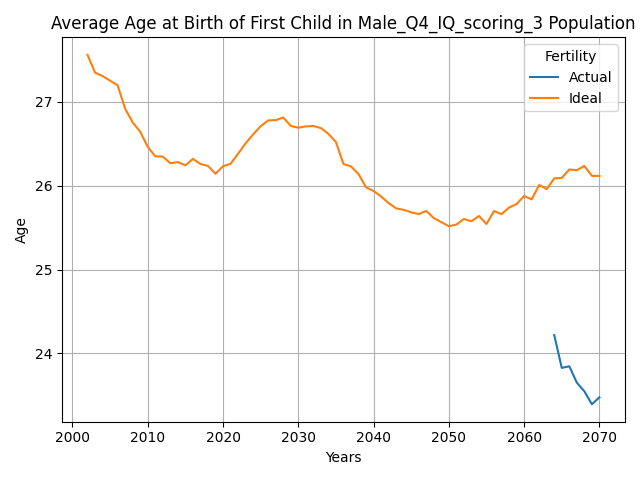 Average Age at Birth of First Child in Male_Q4_IQ_scoring_3 Population
Fertility
Actual
Ideal
27
26
25
24
Age
2000 2010 2020 2030 2040 2050 2060 2070
Years